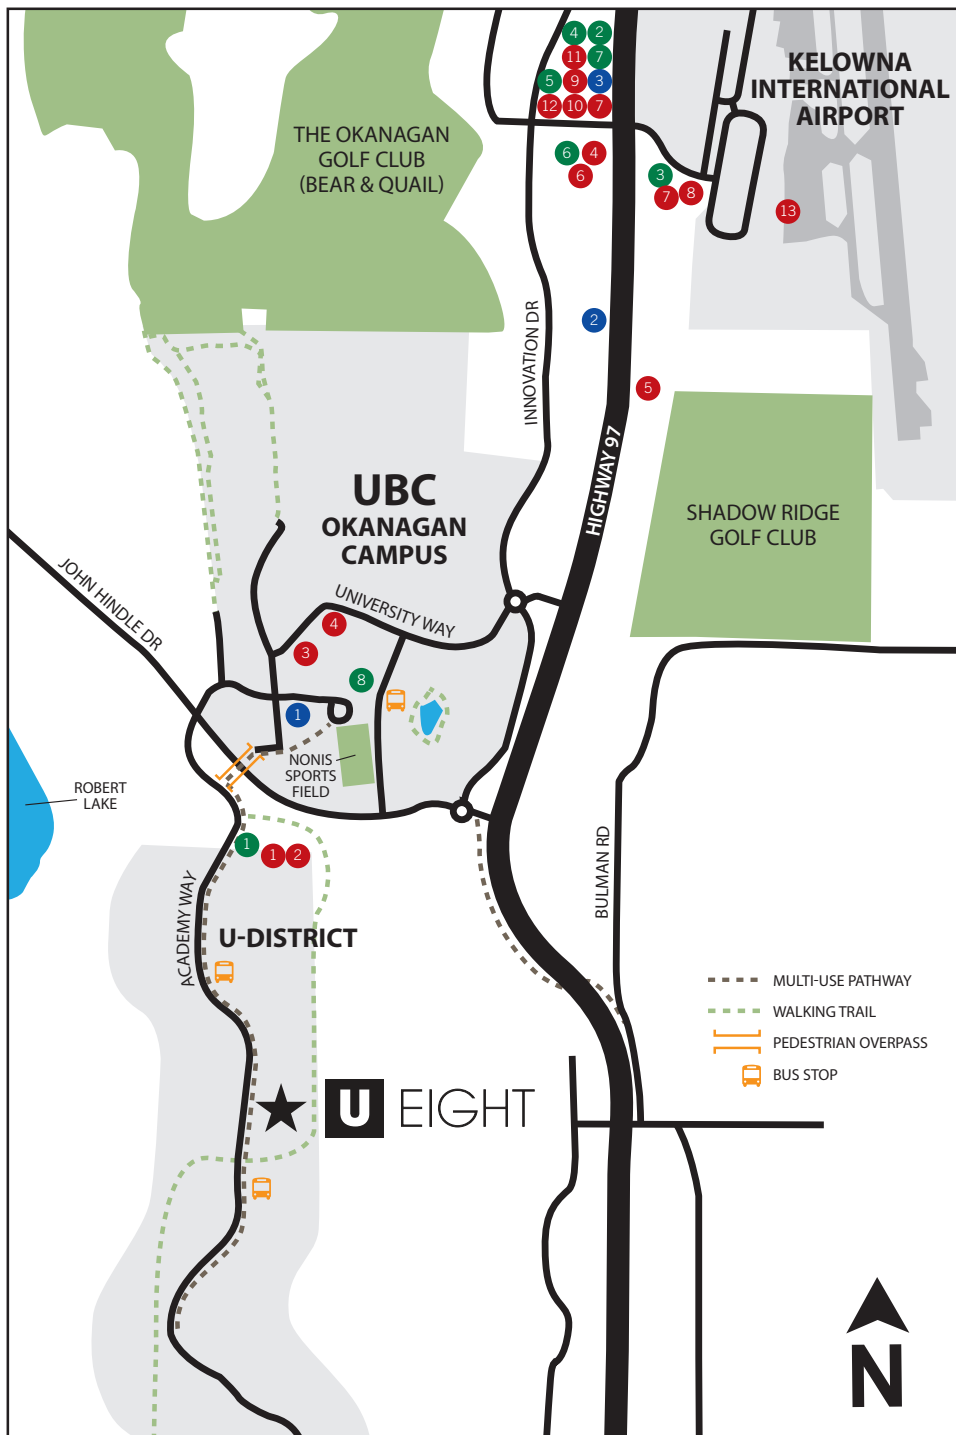 4 2
11 7
5 9 3
12 10 7
KELOWNA
INTERNATIONAL
AIRPORT
THE OKANAGAN
GOLF CLUB
(BEAR & QUAIL)
6 4
6
3
7 8
13
INNOVATION DR
2
5
HIGHWAY 97
UBC
OKANAGAN
CAMPUS
SHADOW RIDGE
GOLF CLUB
JOHN HINDLE DR
UNIVERSITY WAY
4
3
8
1
NONIS
SPORTS
FIELD
ROBERT
LAKE
1
1 2
BULMAN RD
ACADEMY WAY
U-DISTRICT
MULTI-USE PATHWAY
WALKING TRAIL
PEDESTRIAN OVERPASS
BUS STOP
U EIGHT
N